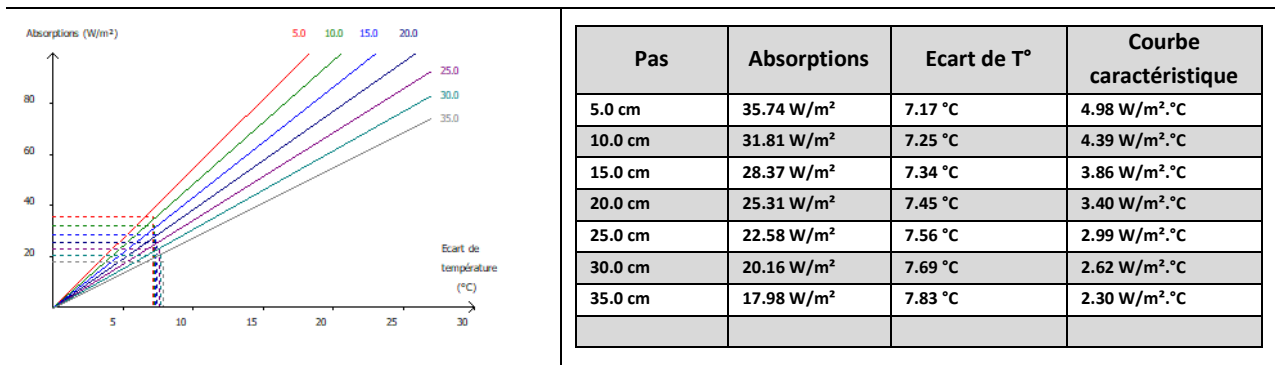 Absorptions (W/m²)
5.0 10.0 15.0 20.0
25.0
30.0
35.0
80
60
40
20
Ecart de
température
(°C)
5 10 15 20 25 30
Pas Absorptions Ecart de T° Courbe caractéristique
5.0 cm 35.74 W/m² 7.17 °C 4.98 W/m².°C
10.0 cm 31.81 W/m² 7.25 °C 4.39 W/m².°C
15.0 cm 28.37 W/m² 7.34 °C 3.86 W/m².°C
20.0 cm 25.31 W/m² 7.45 °C 3.40 W/m².°C
25.0 cm 22.58 W/m² 7.56 °C 2.99 W/m².°C
30.0 cm 20.16 W/m² 7.69 °C 2.62 W/m².°C
35.0 cm 17.98 W/m² 7.83 °C 2.30 W/m².°C